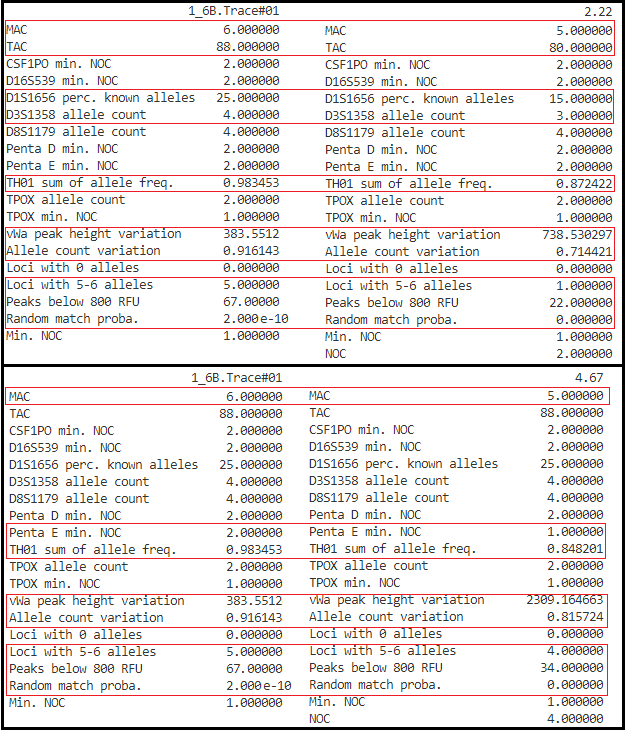 1_6B.Trace#01 2.22
MAC 6.000000 MAC 5.000000
TAC 88.000000 TAC 80.000000
CSF1PO min. NOC 2.000000 CSF1PO min. NOC 2.000000
D16S539 min. NOC 2.000000 D16S539 min. NOC 2.000000
D1S1656 perc. known alleles 25.000000 D1S1656 perc. known alleles 15.000000
D3S1358 allele count 4.000000 D3S1358 allele count 3.000000
D8S1179 allele count 4.000000 D8S1179 allele count 4.000000
Penta D min. NOC 2.000000 Penta D min. NOC 2.000000
Penta E min. NOC 2.000000 Penta E min. NOC 2.000000
TH01 sum of allele freq. 0.983453 TH01 sum of allele freq. 0.872422
TPOX allele count 2.000000 TPOX allele count 2.000000
TPOX min. NOC 1.000000 TPOX min. NOC 1.000000
vWa peak height variation 383.5512 vWa peak height variation 738.530297
Allele count variation 0.916143 Allele count variation 0.714421
Loci with 0 alleles 0.000000 Loci with 0 alleles 0.000000
Loci with 5-6 alleles 5.000000 Loci with 5-6 alleles 1.000000
Peaks below 800 RFU 67.00000 Peaks below 800 RFU 22.000000
Random match proba. 2.000e-10 Random match proba. 0.000000
Min. NOC 1.000000 Min. NOC 1.000000
NOC 2.000000
1_6B.Trace#01 4.67
MAC 6.000000 MAC 5.000000
TAC 88.000000 TAC 88.000000
CSF1PO min. NOC 2.000000 CSF1PO min. NOC 2.000000
D16S539 min. NOC 2.000000 D16S539 min. NOC 2.000000
D1S1656 perc. known alleles 25.000000 D1S1656 perc. known alleles 25.000000
D3S1358 allele count 4.000000 D3S1358 allele count 4.000000
D8S1179 allele count 4.000000 D8S1179 allele count 4.000000
Penta D min. NOC 2.000000 Penta D min. NOC 2.000000
Penta E min. NOC 2.000000 Penta E min. NOC 1.000000
TH01 sum of allele freq. 0.983453 TH01 sum of allele freq. 0.848201
TPOX allele count 2.000000 TPOX allele count 2.000000
TPOX min. NOC 1.000000 TPOX min. NOC 1.000000
vWa peak height variation 383.5512 vWa peak height variation 2309.164663
Allele count variation 0.916143 Allele count variation 0.815724
Loci with 0 alleles 0.000000 Loci with 0 alleles 0.000000
Loci with 5-6 alleles 5.000000 Loci with 5-6 alleles 4.000000
Peaks below 800 RFU 67.00000 Peaks below 800 RFU 34.000000
Random match proba. 2.000e-10 Random match proba. 0.000000
Min. NOC 1.000000 Min. NOC 1.000000
NOC 4.000000